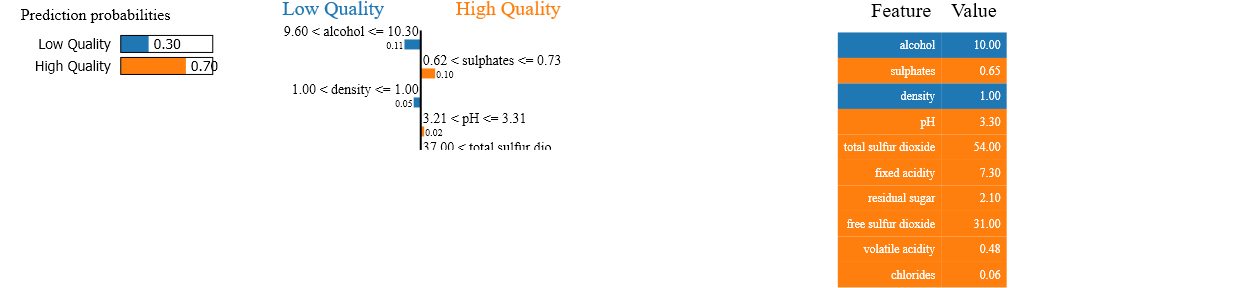 Prediction probabilities
Low Quality 0.30
High Quality 0.70
Low Quality High Quality
9.60 < alcohol <= 10.30
0.11
0.62 < sulphates <= 0.73
0.10
1.00 < density <= 1.00
0.05
3.21 < pH <= 3.31
0.02
37.00 < total sulfur dio
Feature Value
alcohol 10.00
sulphates 0.65
density 1.00
pH 3.30
total sulfur dioxide 54.00
fixed acidity 7.30
residual sugar 2.10
free sulfur dioxide 31.00
volatile acidity 0.48
chlorides 0.06